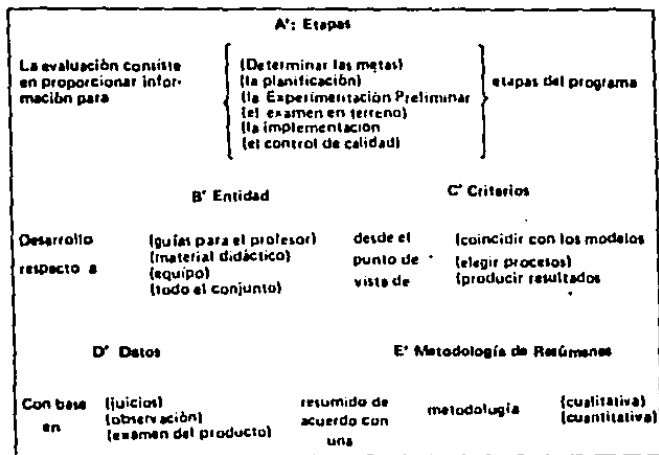 A': Etapas
La evaluación consiste
en proporcionar infor-
mación para
(Determinar las metas)
(la planificación)
(la Experimentación Preliminar
(el examen en terreno)
(la implementación
(el control de calidad)
etapas del programa
B' Entidad
C' Criterios
Desarrollo
respecto a
(guías para el profesor)
(material didáctico)
(equipo)
(todo el conjunto)
desde el
punto de
vista de
(coincidir con los modelos
(elegir procesos)
(producir resultados
D' Datos
E' Metodología de Resúmenes
Con base
en
(juicios)
(observación)
(examen del producto)
resumido de
acuerdo con
una
metodología
(cualitativa)
(cuantitativa)